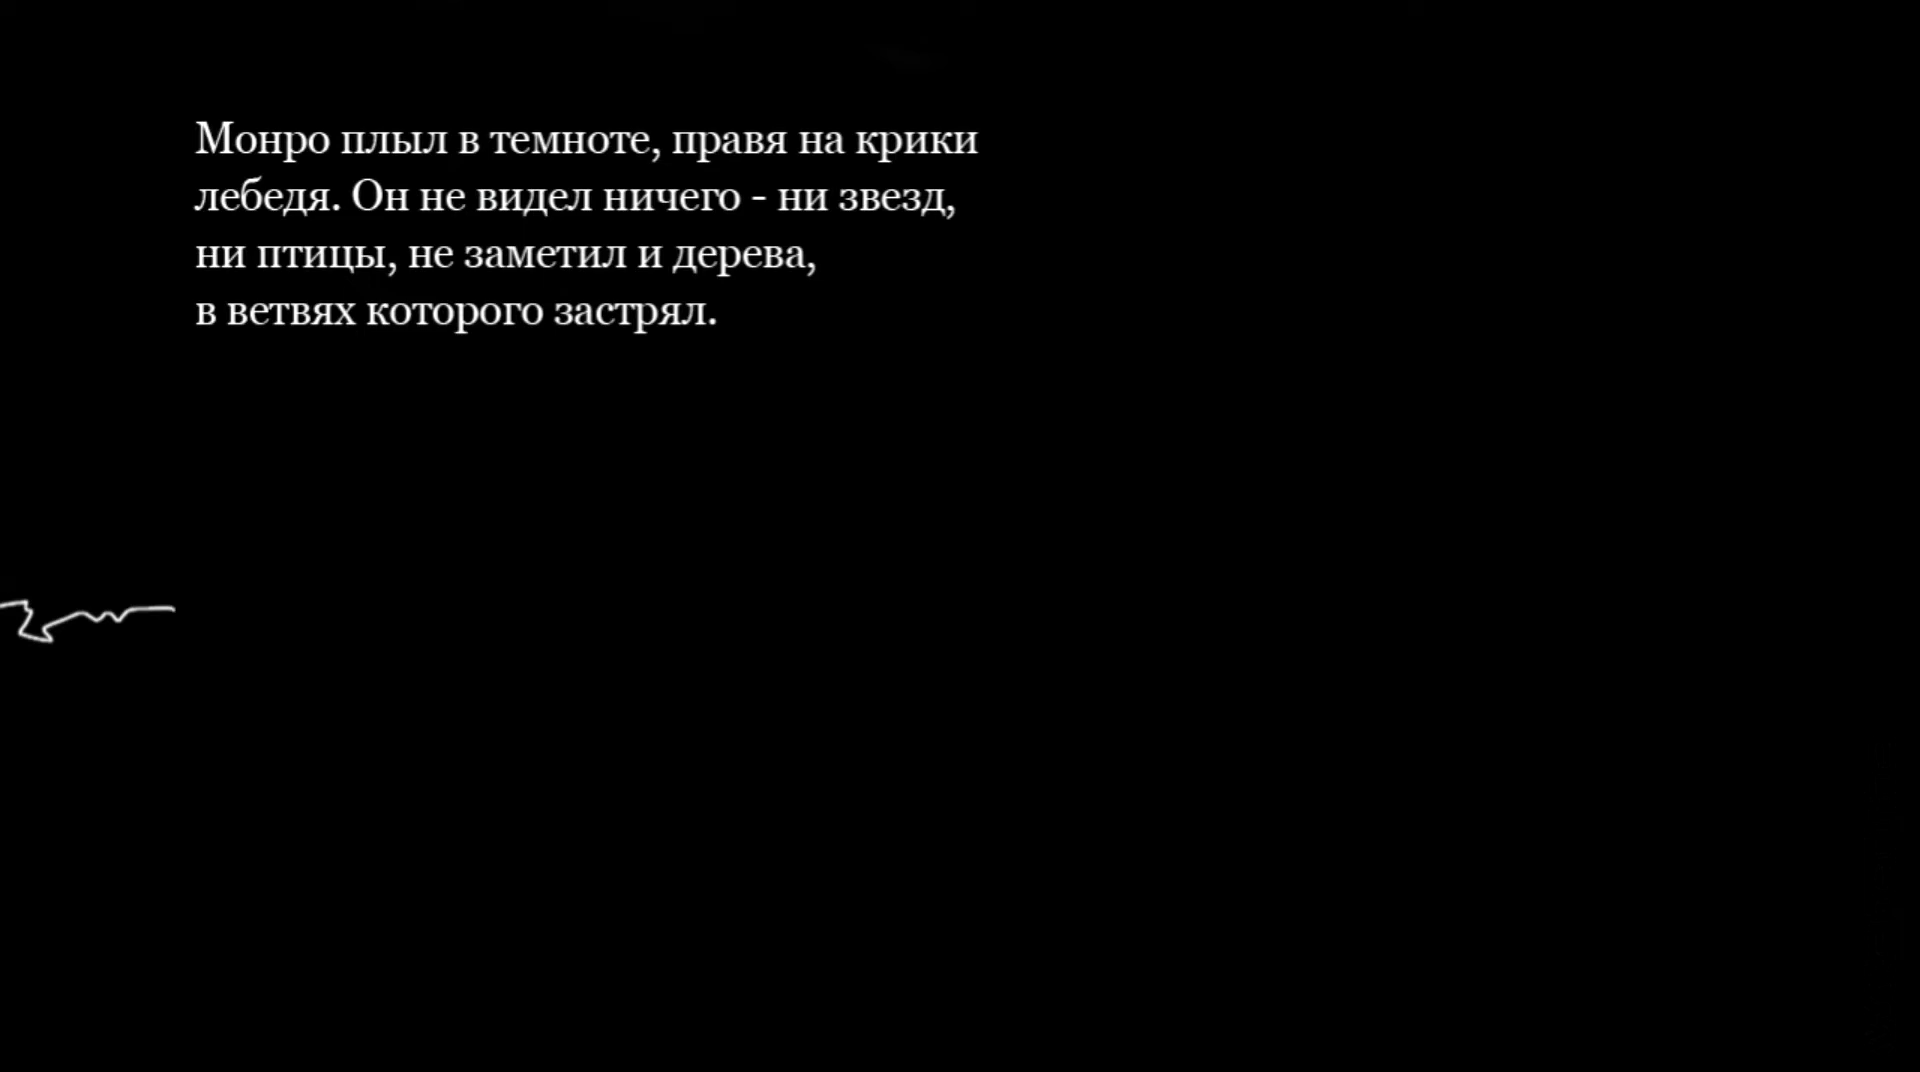 Монро плыл в темноте, правя на крики
лебедя. Он не видел ничего - ни звезд,
ни птицы, не заметил и дерева,
в ветвях которого застрял.